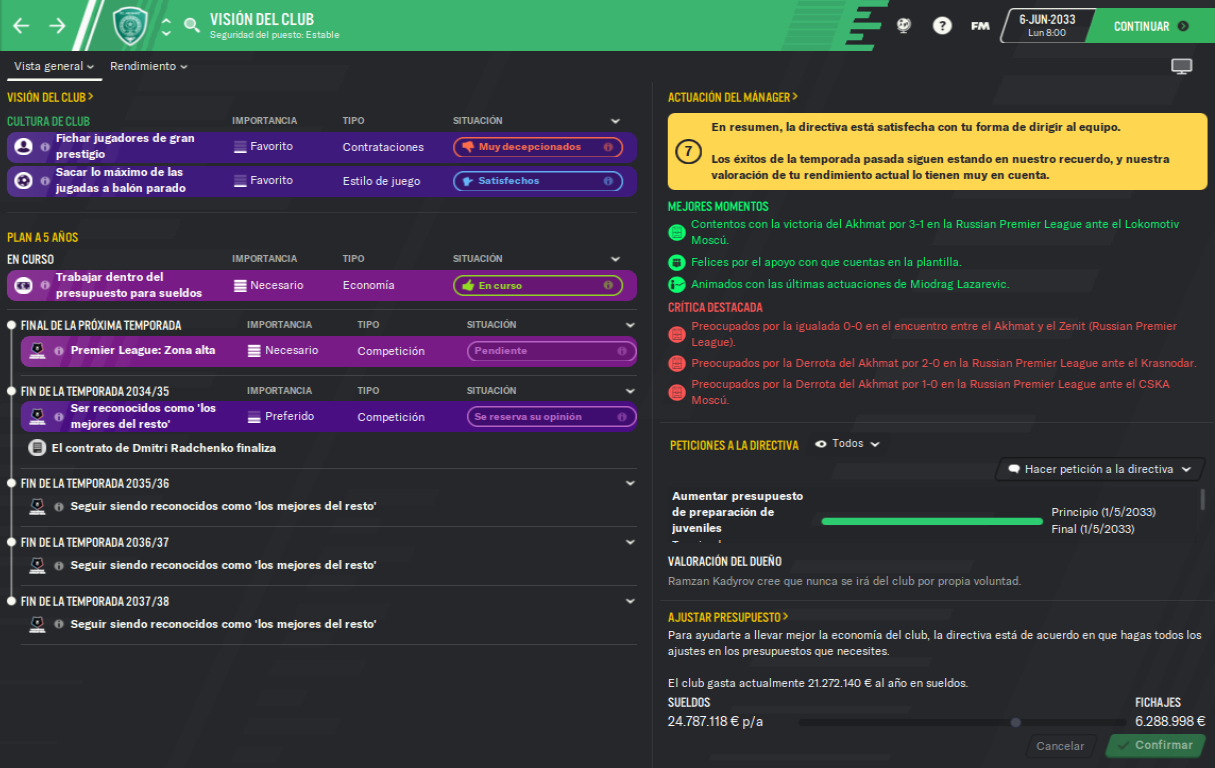 VISIÓN DEL CLUB
Seguridad del puesto: Estable
FM
6-JUN-2033
Lun 8:00
CONTINUAR
Vista general
Rendimiento
VISIÓN DEL CLUB
CULTURA DE CLUB
IMPORTANCIA
TIPO
SITUACIÓN
Fichar jugadores de gran
prestigio
Favorito
Contrataciones
Muy decepcionados
Sacar lo máximo de las
jugadas a balón parado
Favorito
Estilo de juego
Satisfechos
PLAN A 5 AÑOS
EN CURSO
IMPORTANCIA
TIPO
SITUACIÓN
Trabajar dentro del
presupuesto para sueldos
Necesario
Economía
En curso
FINAL DE LA PRÓXIMA TEMPORADA
IMPORTANCIA
TIPO
SITUACIÓN
Premier League: Zona alta
Necesario
Competición
Pendiente
FIN DE LA TEMPORADA 2034/35
IMPORTANCIA
TIPO
SITUACIÓN
Ser reconocidos como 'los
mejores del resto'
Preferido
Competición
Se reserva su opinión
El contrato de Dmitri Radchenko finaliza
FIN DE LA TEMPORADA 2035/36
Seguir siendo reconocidos como 'los mejores del resto'
FIN DE LA TEMPORADA 2036/37
Seguir siendo reconocidos como 'los mejores del resto'
FIN DE LA TEMPORADA 2037/38
Seguir siendo reconocidos como 'los mejores del resto'
ACTUACIÓN DEL MÁNAGER
7
En resumen, la directiva está satisfecha con tu forma de dirigir al equipo.
Los éxitos de la temporada pasada siguen estando en nuestro recuerdo, y nuestra
valoración de tu rendimiento actual lo tienen muy en cuenta.
MEJORES MOMENTOS
Contentos con la victoria del Akhmat por 3-1 en la Russian Premier League ante el Lokomotiv
Moscú.
Felices por el apoyo con que cuentas en la plantilla.
Animados con las últimas actuaciones de Miodrag Lazarevic.
CRÍTICA DESTACADA
Preocupados por la igualada 0-0 en el encuentro entre el Akhmat y el Zenit (Russian Premier
League).
Preocupados por la Derrota del Akhmat por 2-0 en la Russian Premier League ante el Krasnodar.
Preocupados por la Derrota del Akhmat por 1-0 en la Russian Premier League ante el CSKA
Moscú.
PETICIONES A LA DIRECTIVA
Todos
Hacer petición a la directiva
Aumentar presupuesto
de preparación de
juveniles
Principio (1/5/2033)
Final (1/5/2033)
VALORACIÓN DEL DUEÑO
Ramzan Kadyrov cree que nunca se irá del club por propia voluntad.
AJUSTAR PRESUPUESTO
Para ayudarte a llevar mejor la economía del club, la directiva está de acuerdo en que hagas todos los
ajustes en los presupuestos que necesites.
El club gasta actualmente 21.272.140 € al año en sueldos.
SUELDOS
24.787.118 € p/a
FICHAJES
6.288.998 €
Cancelar
Confirmar